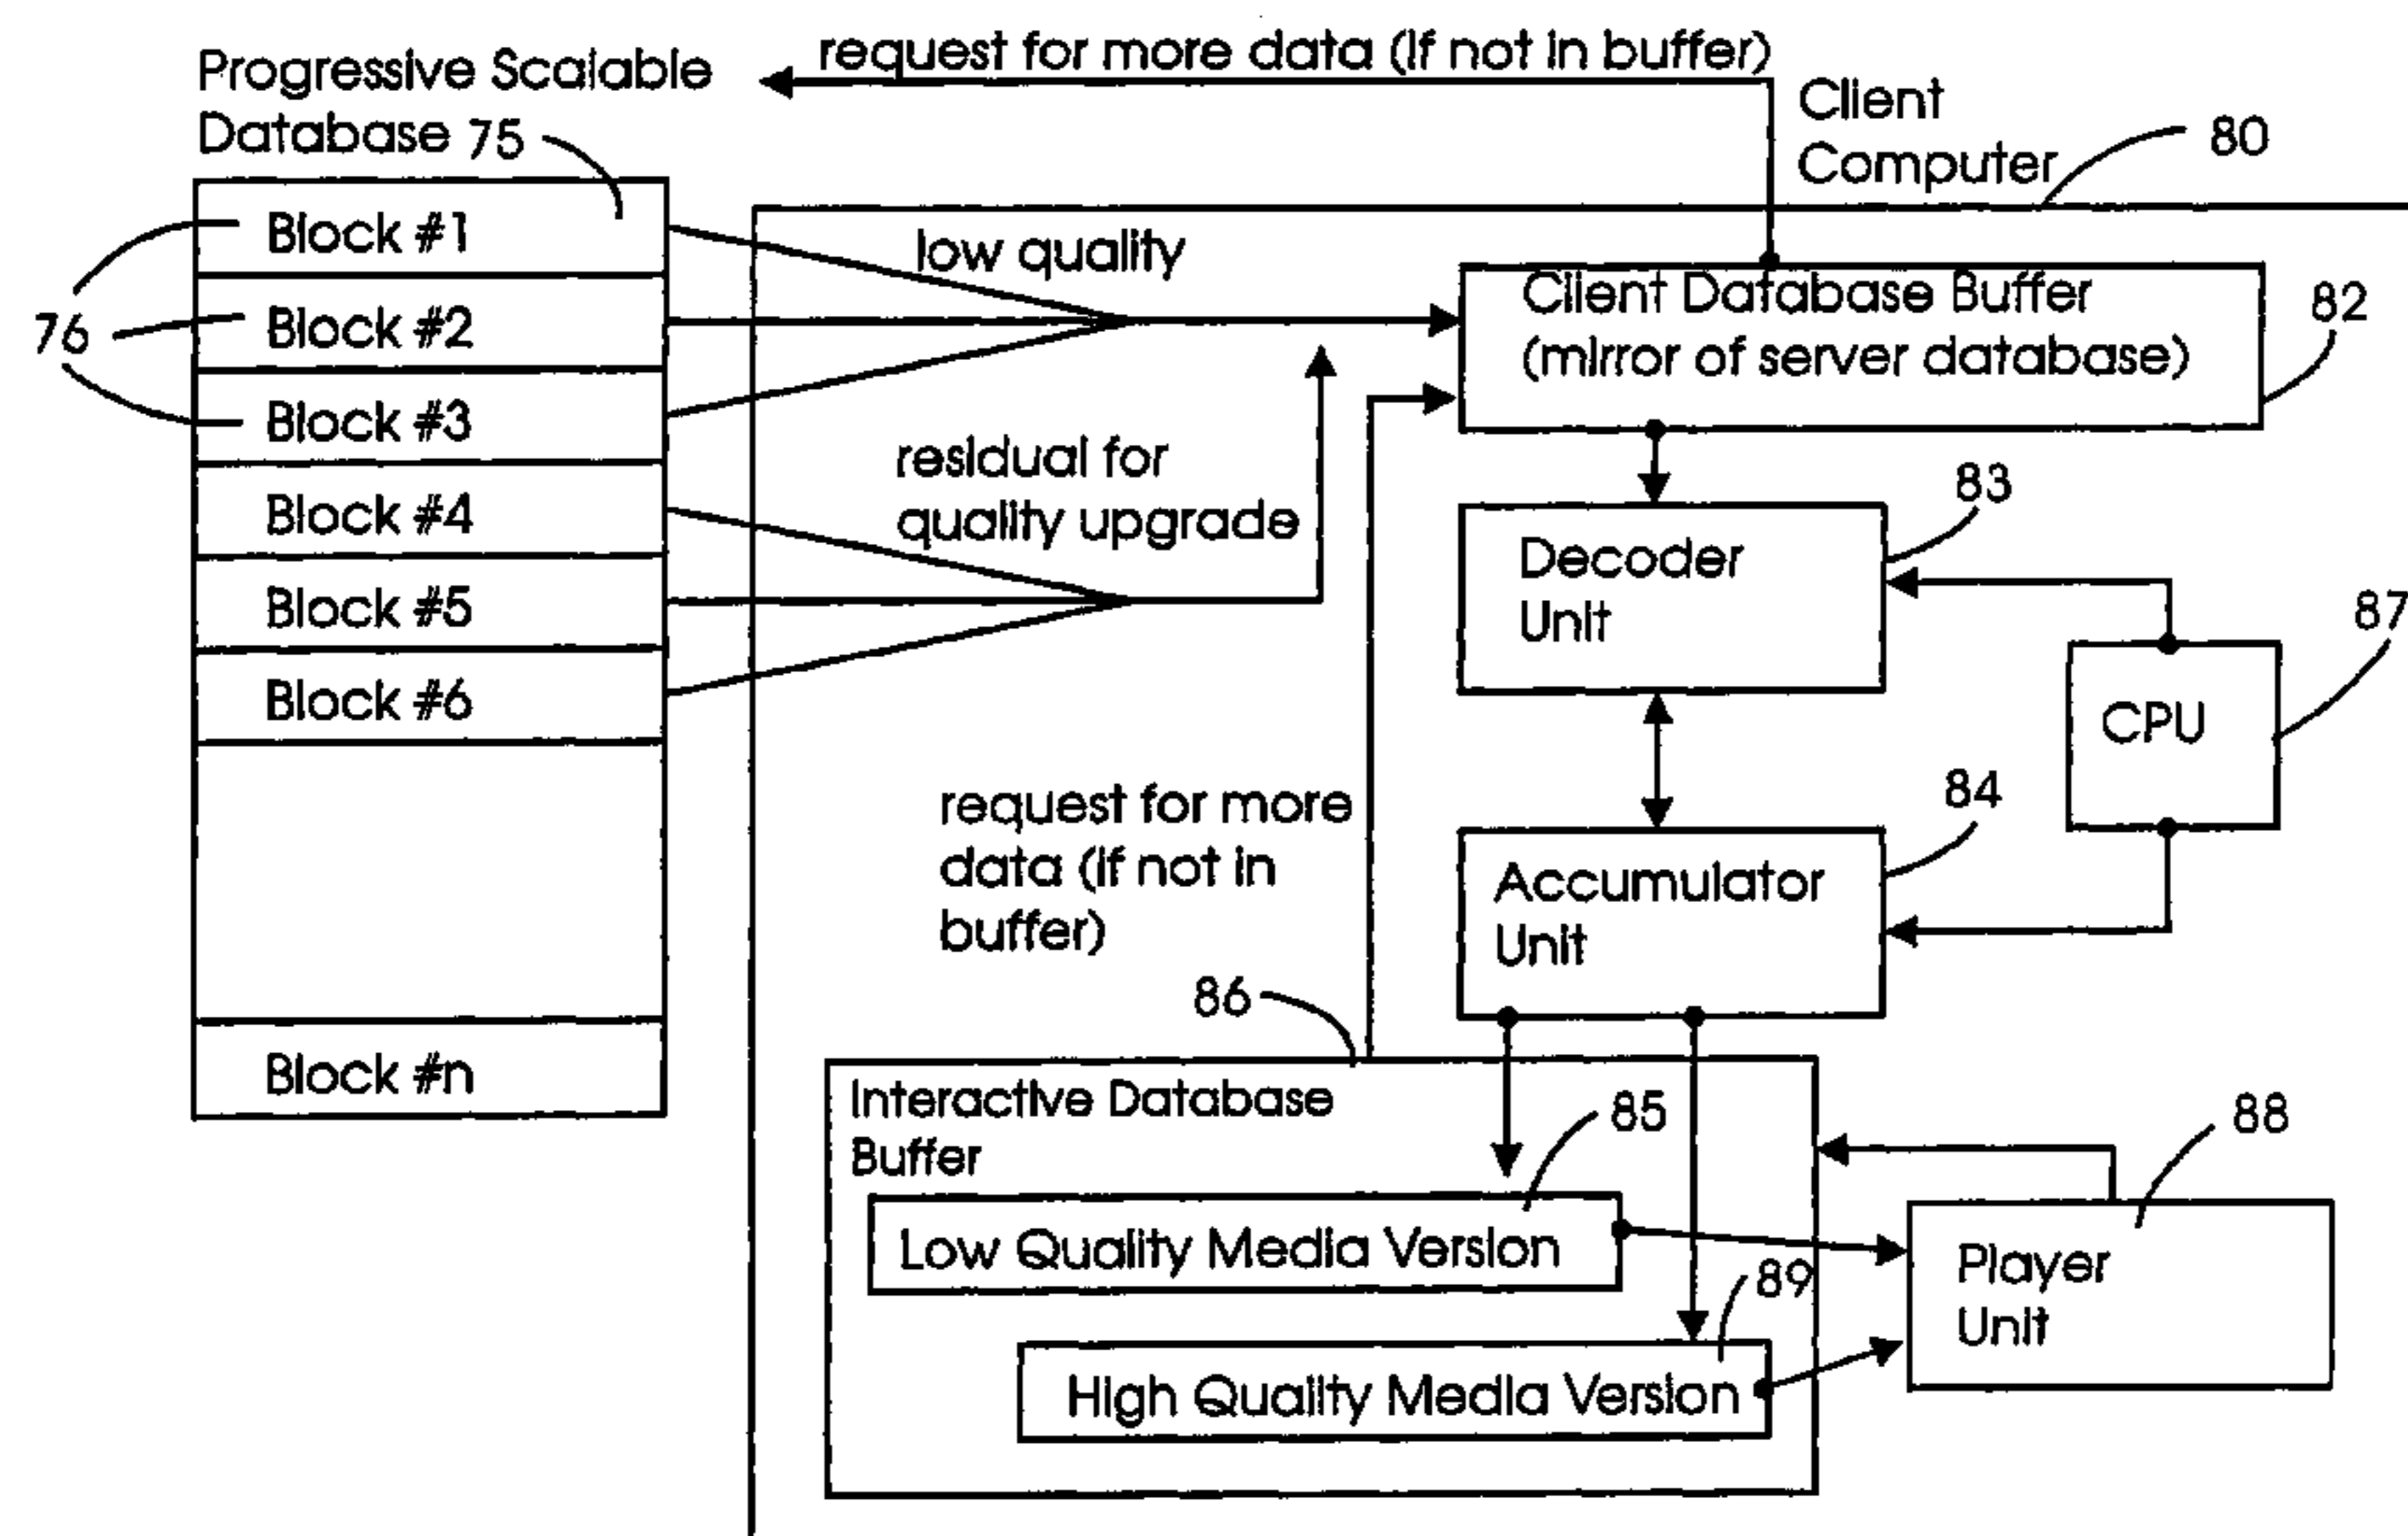 request for more data (if not in buffer)
Progressive Scalable
Database 75
Client
Computer
80
Block #1
Block #2
Block #3
Block #4
Block #5
Block #6
Block #n
76
low quality
residual for
quality upgrade
Client Database Buffer
(mirror of server database)
82
83
Decoder
Unit
87
CPU
request for more
data (if not in
buffer)
84
Accumulator
Unit
86
Interactive Database
Buffer
85
Low Quality Media Version
89
High Quality Media Version
88
Player
Unit